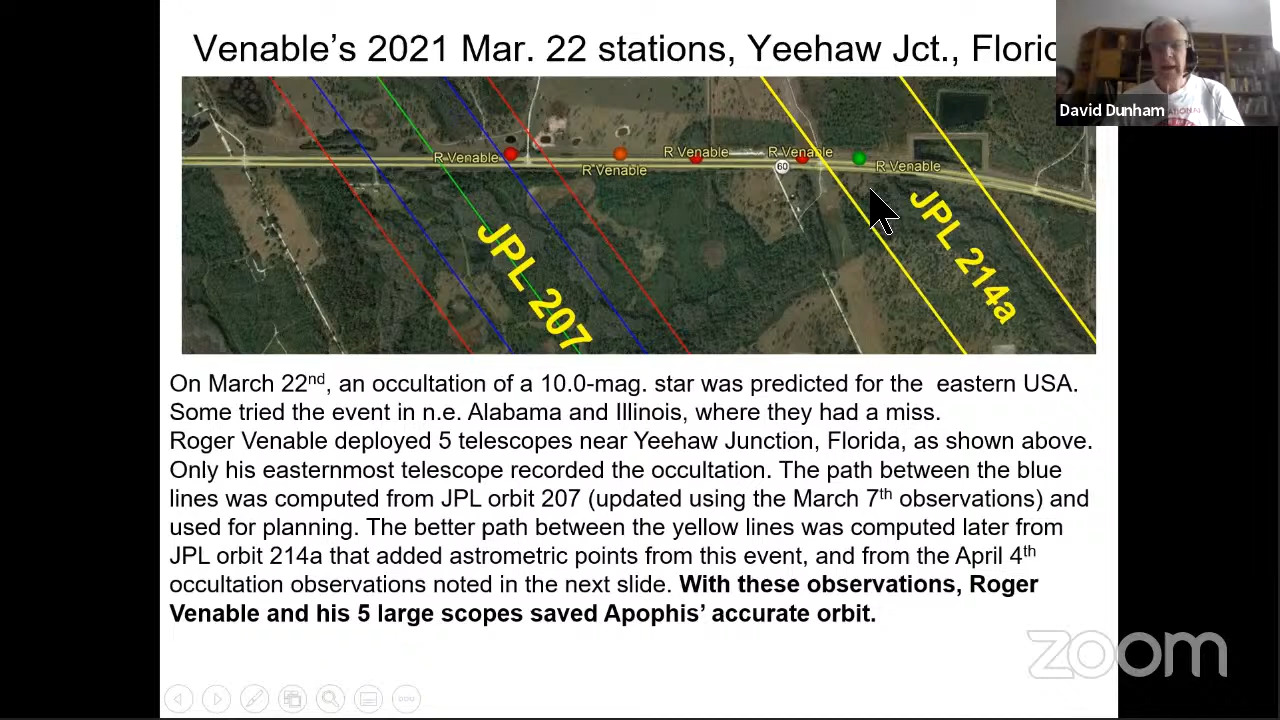 Venable’s 2021 Mar. 22 stations, Yeehaw Jct., Florid
David Dunham
R Venable
R Venable
R Venable
R Venable
R Venable
60
JPL 207
JPL 214a
On March 22nd, an occultation of a 10.0-mag. star was predicted for the  eastern USA.
Some tried the event in n.e. Alabama and Illinois, where they had a miss.
Roger Venable deployed 5 telescopes near Yeehaw Junction, Florida, as shown above.
Only his easternmost telescope recorded the occultation. The path between the blue
lines was computed from JPL orbit 207 (updated using the March 7th observations) and
used for planning. The better path between the yellow lines was computed later from
JPL orbit 214a that added astrometric points from this event, and from the April 4th
occultation observations noted in the next slide. With these observations, Roger
Venable and his 5 large scopes saved Apophis’ accurate orbit.
zoom